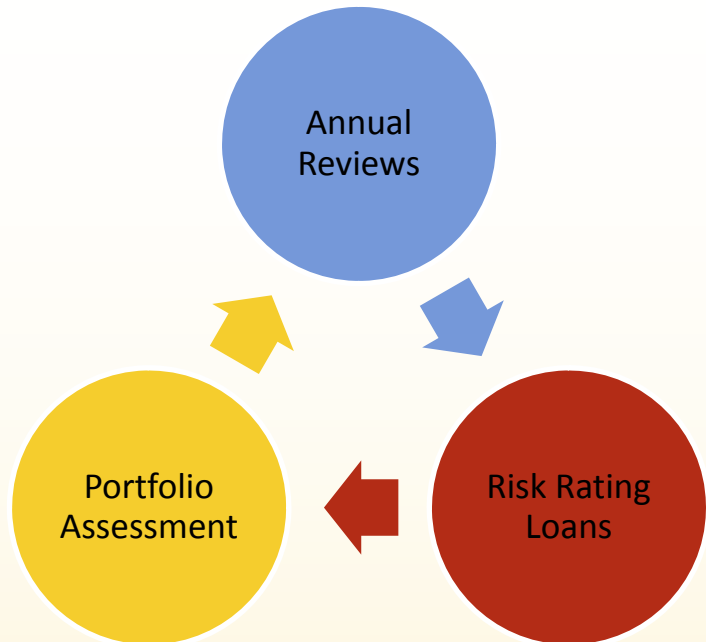 Annual
Reviews
Risk Rating
Loans
Portfolio
Assessment